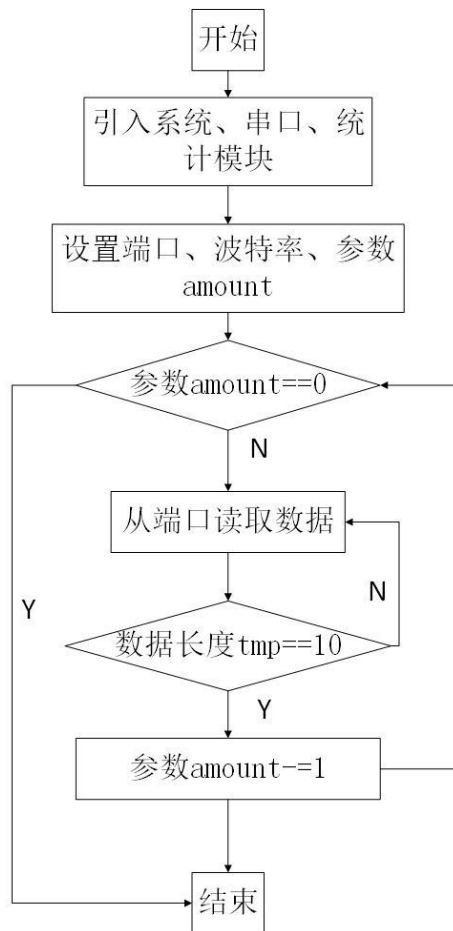 开始
引入系统、串口、统
计模块
设置端口、波特率、参数
amount
参数amount==0
N
从端口读取数据
N
Y
数据长度tmp==10
Y
参数amount-=1
结束